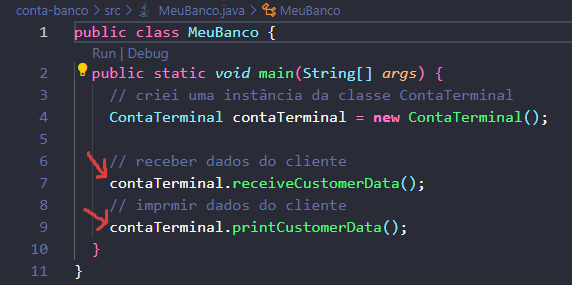 conta-banco > src > MeuBanco.java > MeuBanco
1 public class MeuBanco {
Run | Debug
2 public static void main(String[] args) {
3 // criei uma instância da classe ContaTerminal
4 ContaTerminal contaTerminal = new ContaTerminal();
5
6 // receber dados do cliente
7 contaTerminal.receiveCustomerData();
8 // imprmir dados do cliente
9 contaTerminal.printCustomerData();
10 }
11 }